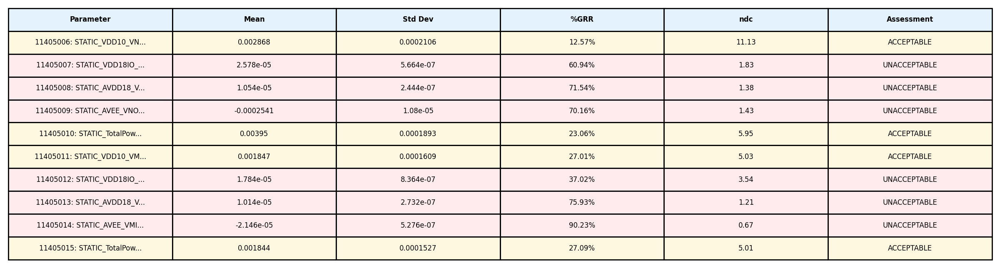 Parameter Mean Std Dev %GRR ndc Assessment
11405006: STATIC_VDD10_VN... 0.002868 0.0002106 12.57% 11.13 ACCEPTABLE
11405007: STATIC_VDD18IO_... 2.578e-05 5.664e-07 60.94% 1.83 UNACCEPTABLE
11405008: STATIC_AVDD18_V... 1.054e-05 2.444e-07 71.54% 1.38 UNACCEPTABLE
11405009: STATIC_AVEE_VNO... -0.0002541 1.08e-05 70.16% 1.43 UNACCEPTABLE
11405010: STATIC_TotalPow... 0.00395 0.0001893 23.06% 5.95 ACCEPTABLE
11405011: STATIC_VDD10_VM... 0.001847 0.0001609 27.01% 5.03 ACCEPTABLE
11405012: STATIC_VDD18IO_... 1.784e-05 8.364e-07 37.02% 3.54 UNACCEPTABLE
11405013: STATIC_AVDD18_V... 1.014e-05 2.732e-07 75.93% 1.21 UNACCEPTABLE
11405014: STATIC_AVEE_VMI... -2.146e-05 5.276e-07 90.23% 0.67 UNACCEPTABLE
11405015: STATIC_TotalPow... 0.001844 0.0001527 27.09% 5.01 ACCEPTABLE